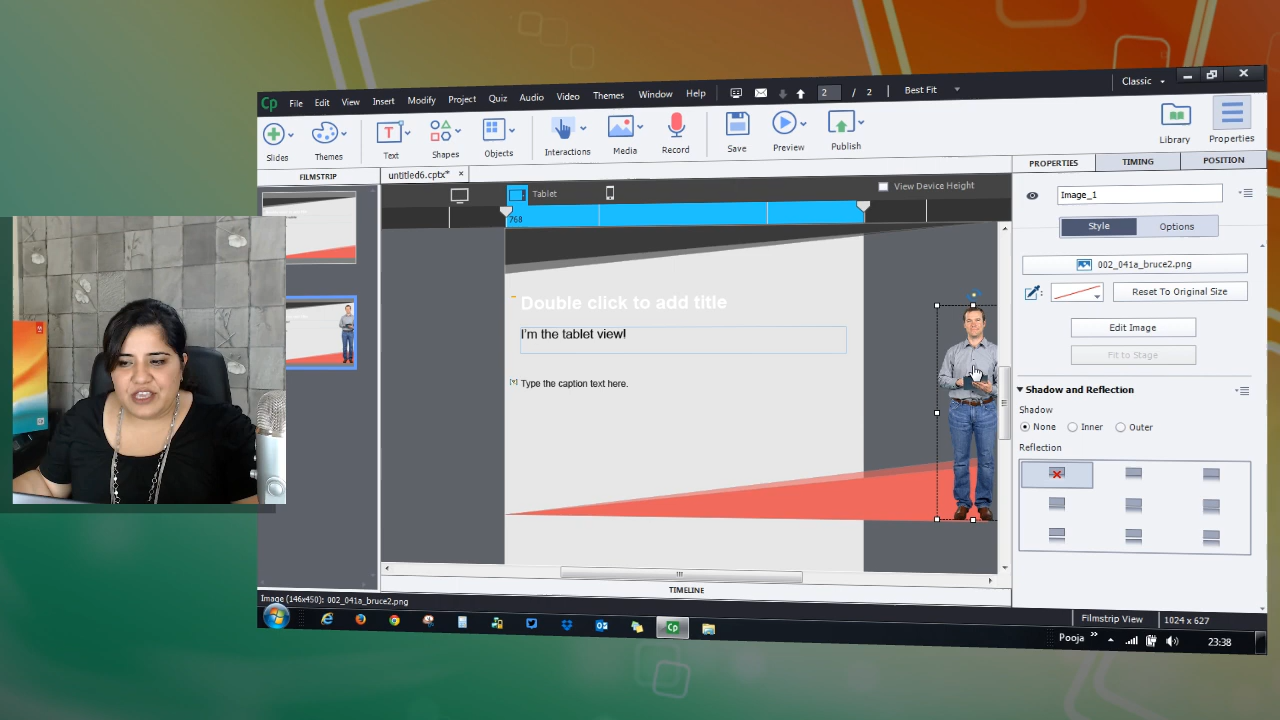 Classic
Cp File Edit View Insert Modify Project Quiz Audio Video Themes Window Help 2 / 2 Best Fit
Slides Themes Text Shapes Objects Interactions Media Record Save Preview Publish Library Properties
FILMSTRIP untitled6.cptx* × PROPERTIES TIMING POSITION
Tablet View Device Height
768
Image_1
Style Options
002_041a_bruce2.png
Reset To Original Size
Edit Image
Fit to Stage
Double click to add title
I'm the tablet view!
Type the caption text here.
Shadow and Reflection
Shadow
None Inner Outer
Reflection
TIMELINE
Image (146x450): 002_041a_bruce2.png
Filmstrip View 1024 x 627
Cp Pooja 23:38